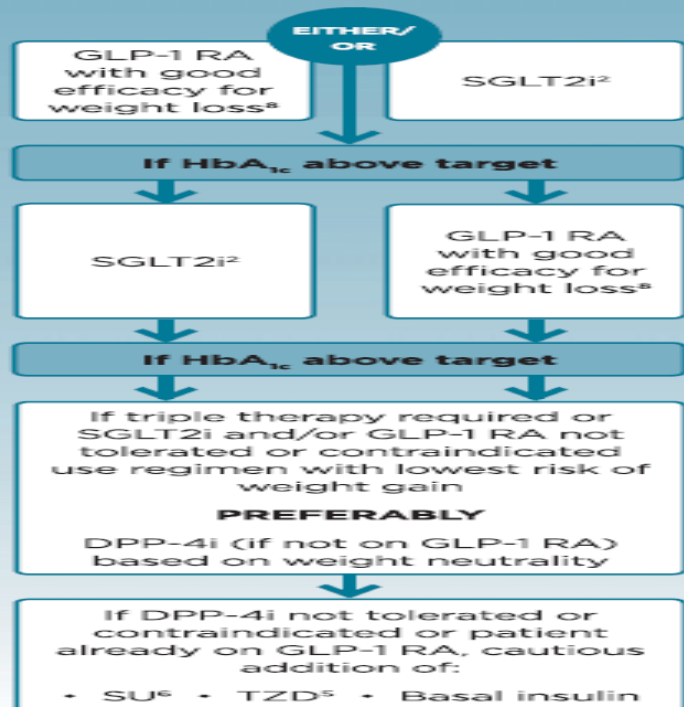 EITHER/
OR
GLP-1 RA
with good
efficacy for
weight loss⁸
SGLT2i²
If HbA₁c above target
SGLT2i²
GLP-1 RA
with good
efficacy for
weight loss⁸
If HbA₁c above target
If triple therapy required or
SGLT2i and/or GLP-1 RA not
tolerated or contraindicated
use regimen with lowest risk of
weight gain
PREFERABLY
DPP-4i (if not on GLP-1 RA)
based on weight neutrality
If DPP-4i not tolerated or
contraindicated or patient
already on GLP-1 RA, cautious
addition of:
• SU⁶ • TZD⁵ • Basal insulin